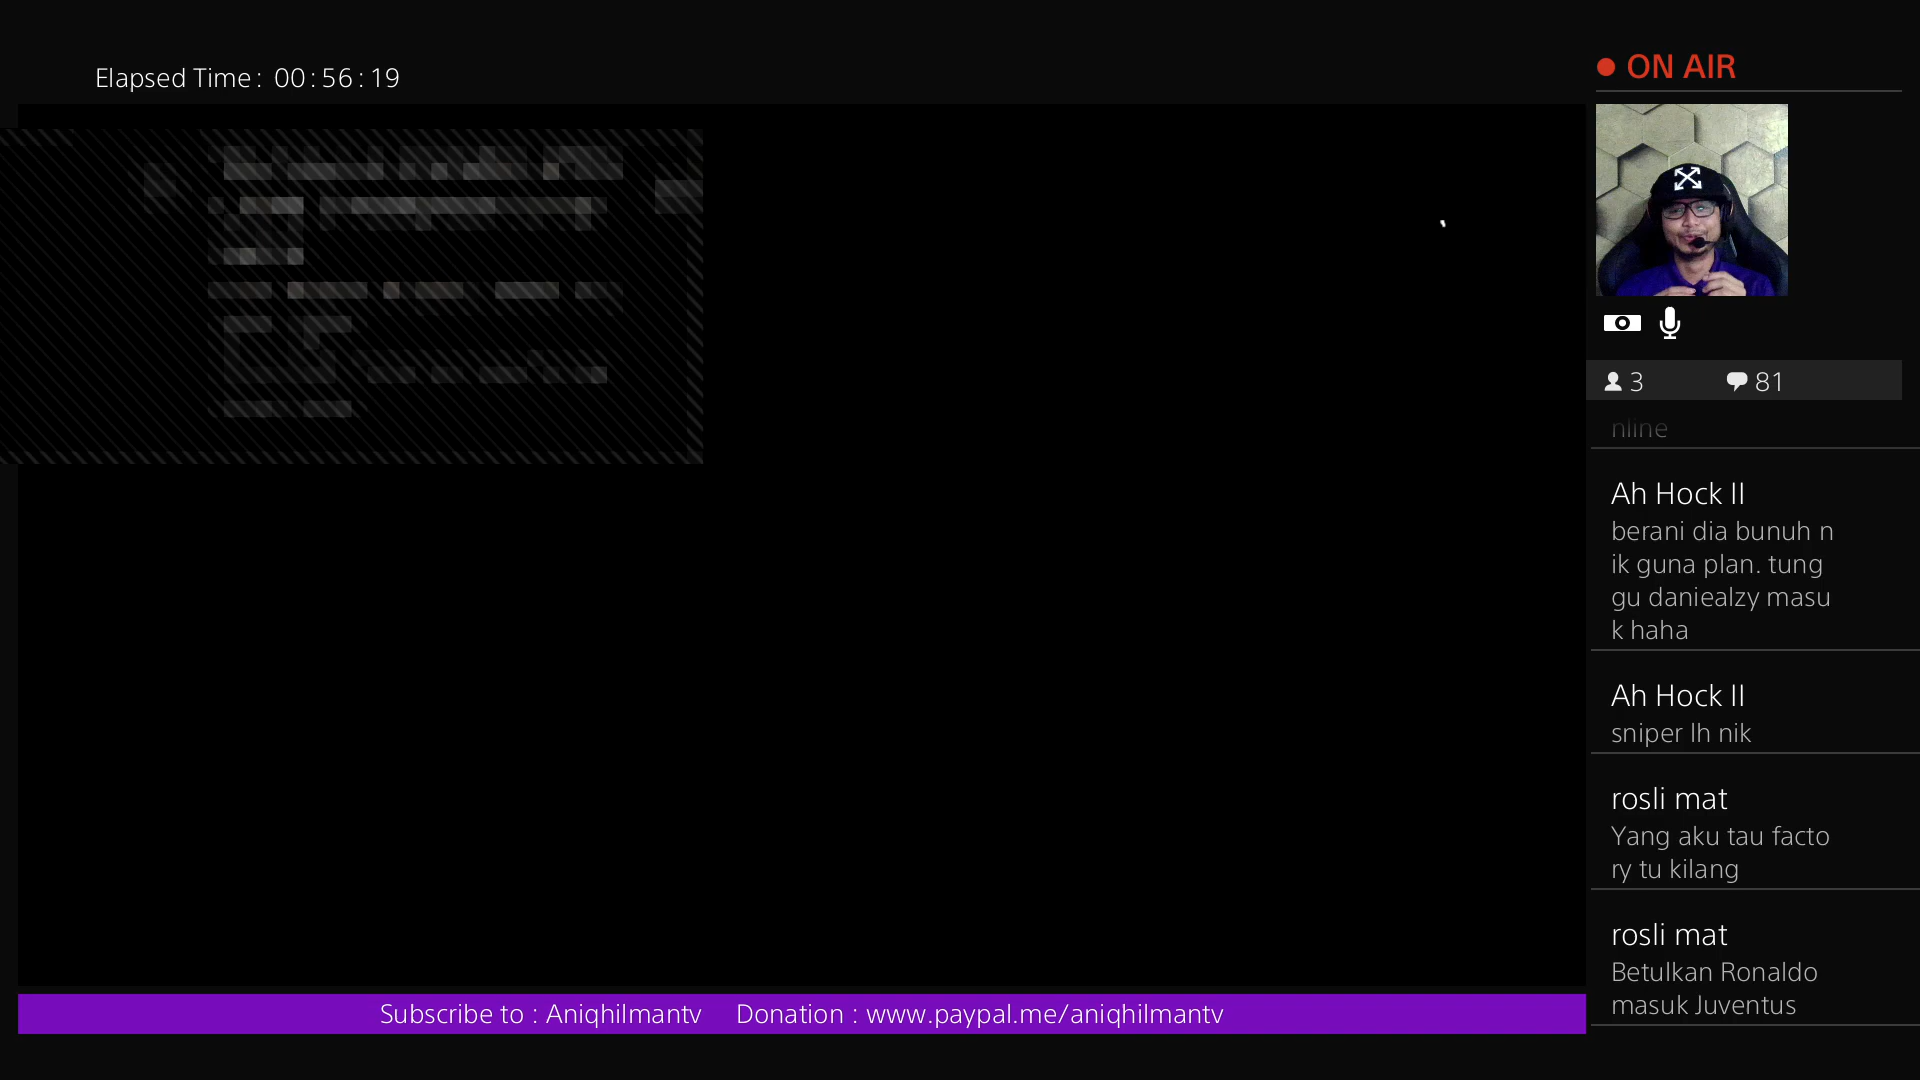 Elapsed Time: 00:56:19
ON AIR
3 81
nline
Ah Hock II
berani dia bunuh n
ik guna plan. tung
gu daniealzy masu
k haha
Ah Hock II
sniper lh nik
rosli mat
Yang aku tau facto
ry tu kilang
rosli mat
Betulkan Ronaldo
masuk Juventus
Subscribe to : Aniqhilmantv Donation : www.paypal.me/aniqhilmantv